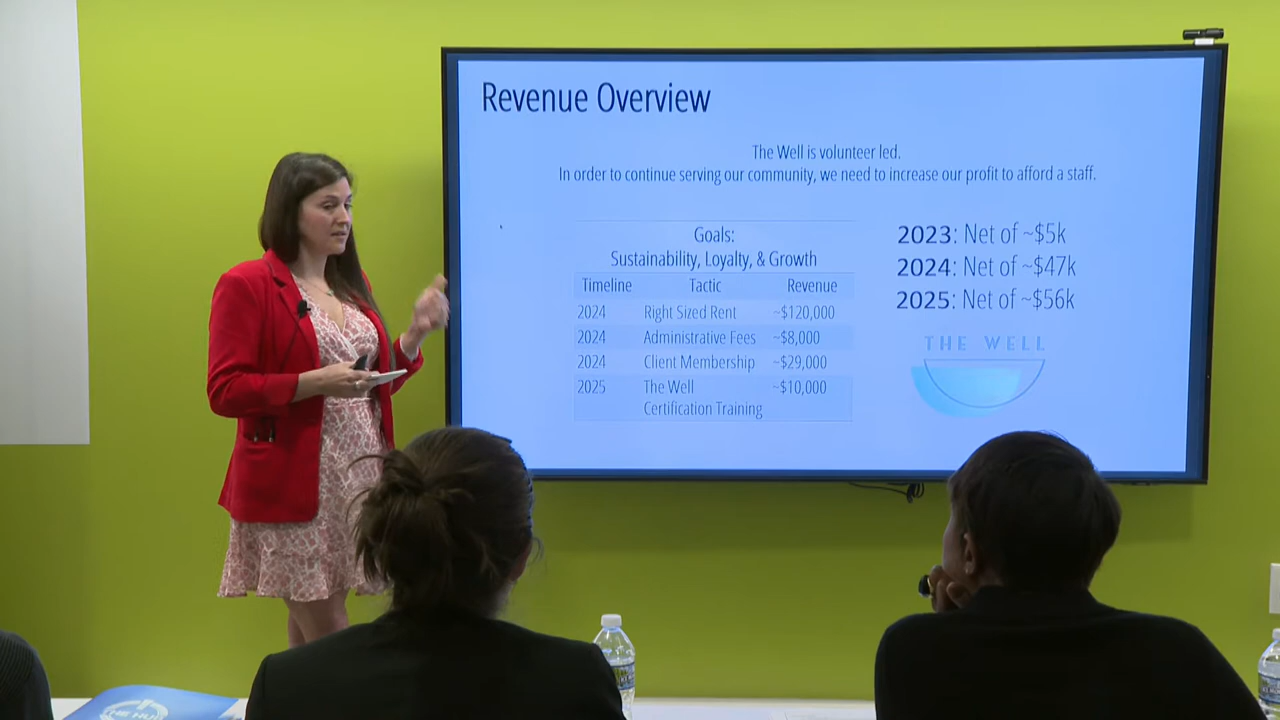 Revenue Overview
The Well is volunteer led.
In order to continue serving our community, we need to increase our profit to afford a staff.
Goals:
Sustainability, Loyalty, & Growth
Timeline Tactic Revenue
2024 Right Sized Rent ~$120,000
2024 Administrative Fees ~$8,000
2024 Client Membership ~$29,000
2025 The Well ~$10,000
Certification Training
2023: Net of ~$5k
2024: Net of ~$47k
2025: Net of ~$56k
THE WELL